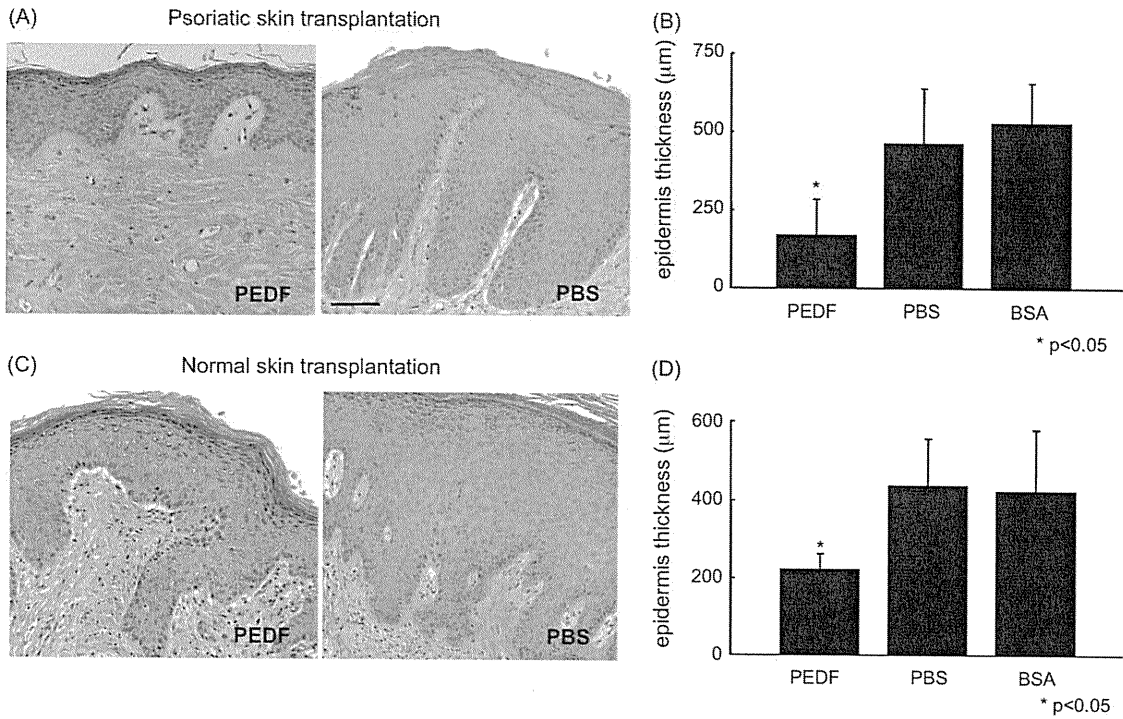 (A) Psoriatic skin transplantation
PEDF
PBS
(B)
epidermis thickness (μm)
750
500
250
0
*
PEDF PBS BSA
* p<0.05
(C) Normal skin transplantation
PEDF
PBS
(D)
epidermis thickness (μm)
600
400
200
0
*
PEDF PBS BSA
* p<0.05